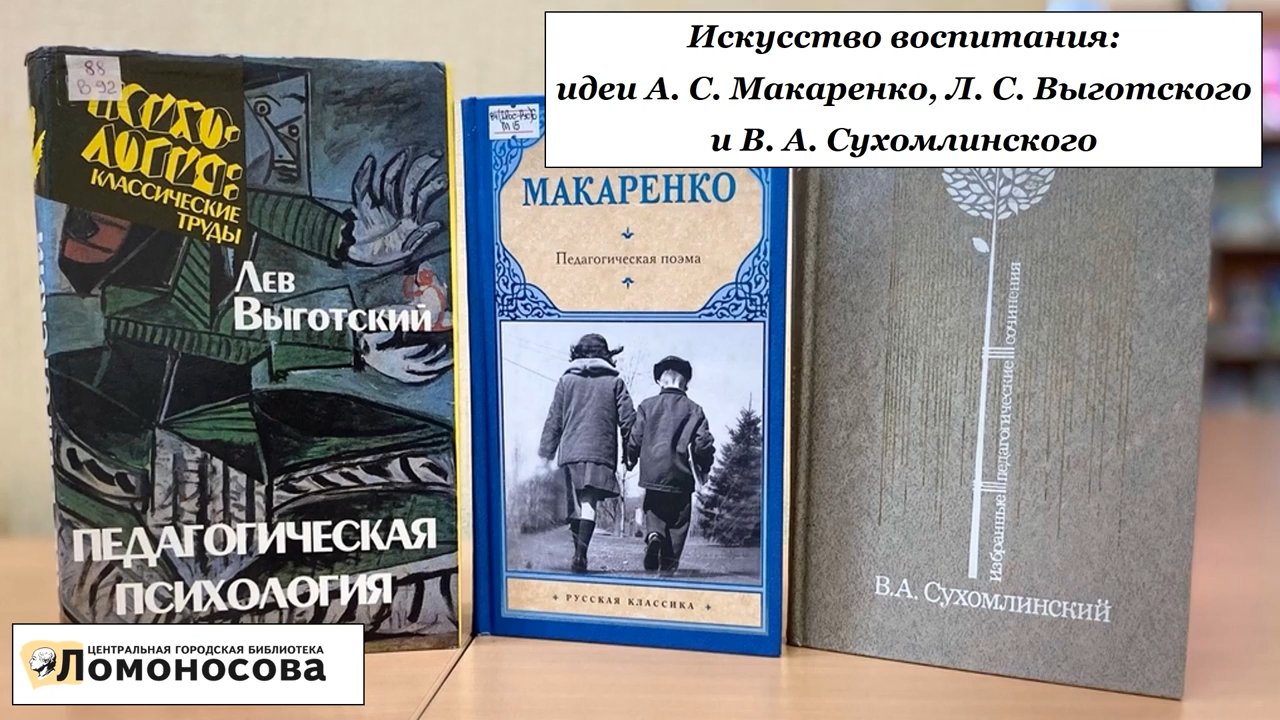 Искусство воспитания:
идеи А. С. Макаренко, Л. С. Выготского
и В. А. Сухомлинского
88
В 92
ПСИХО-
ЛОГИЯ:
КЛАССИЧЕСКИЕ
ТРУДЫ
Лев
Выготский
ПЕДАГОГИЧЕСКАЯ
ПСИХОЛОГИЯ
М 15
МАКАРЕНКО
Педагогическая поэма
РУССКАЯ КЛАССИКА
Избранные педагогические сочинения
В.А. Сухомлинский
ЦЕНТРАЛЬНАЯ ГОРОДСКАЯ БИБЛИОТЕКА
Ломоносова